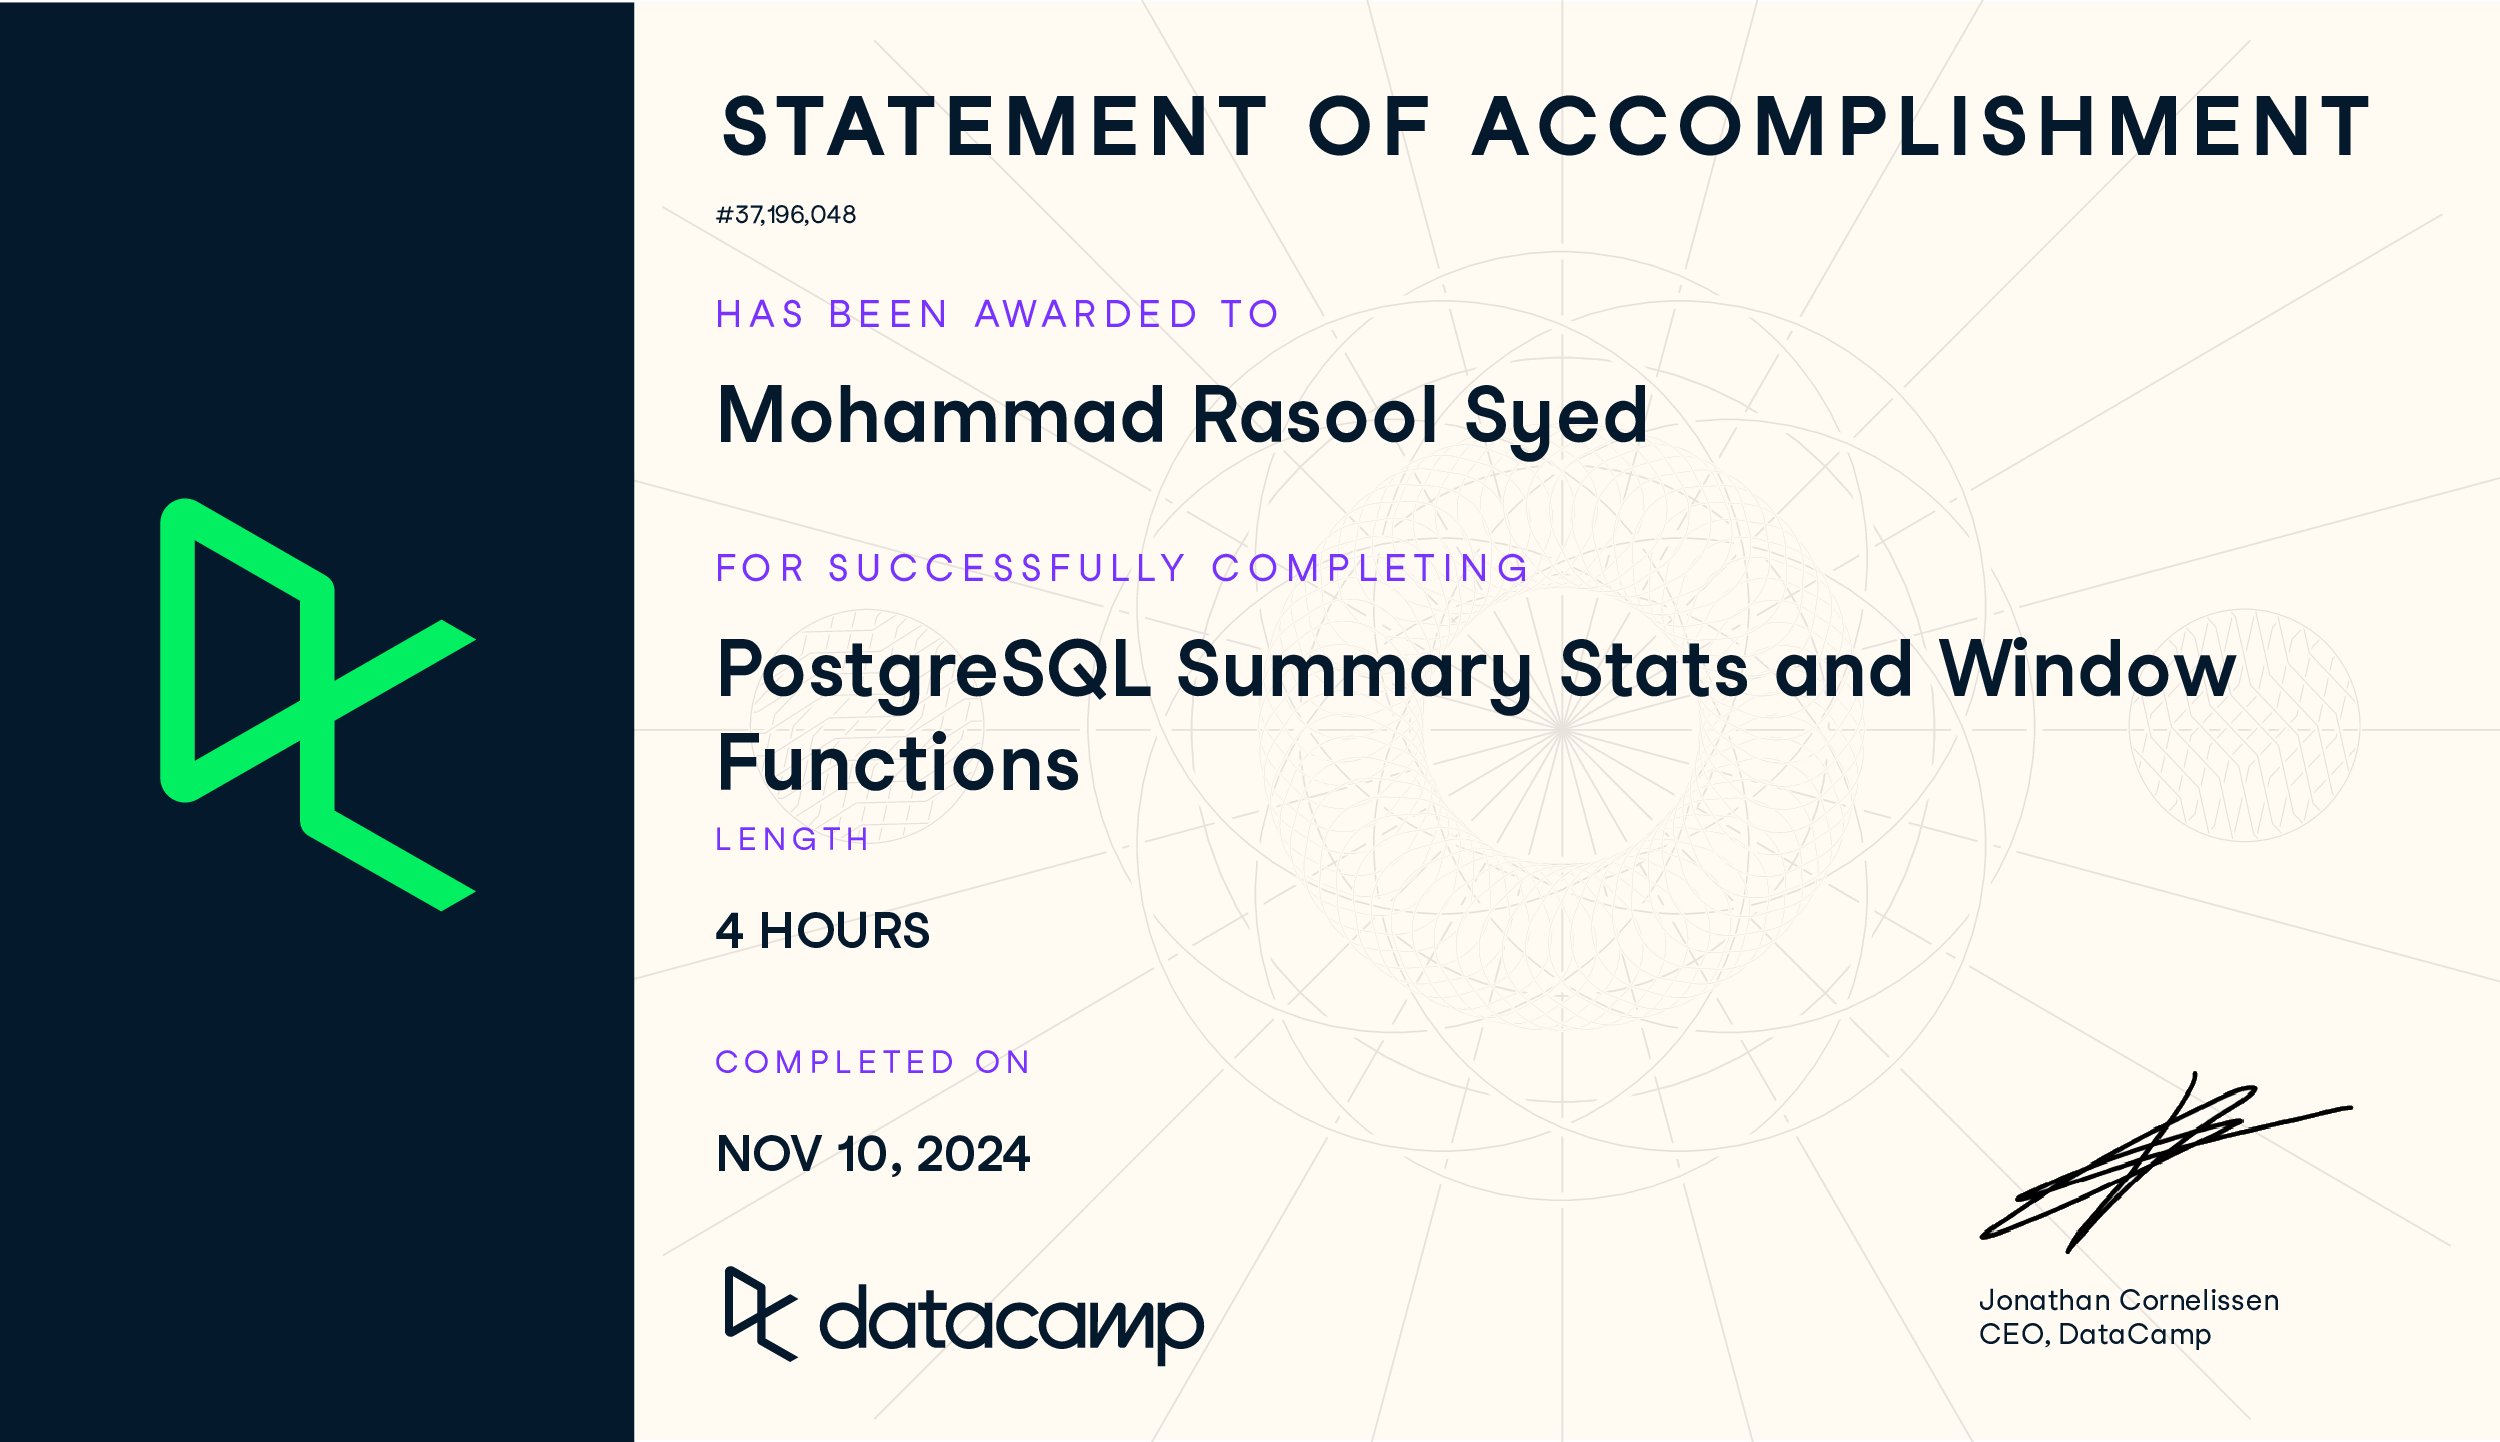 STATEMENT OF ACCOMPLISHMENT
#37,196,048
HAS BEEN AWARDED TO
Mohammad Rasool Syed
FOR SUCCESSFULLY COMPLETING
PostgreSQL Summary Stats and Window
Functions
LENGTH
4 HOURS
COMPLETED ON
NOV 10, 2024
datacamp
Jonathan Cornelissen
CEO, DataCamp